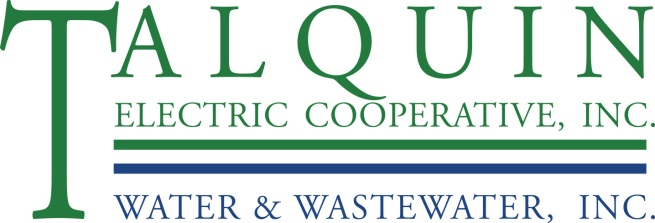 TALQUIN
ELECTRIC COOPERATIVE, INC.
WATER & WASTEWATER, INC.